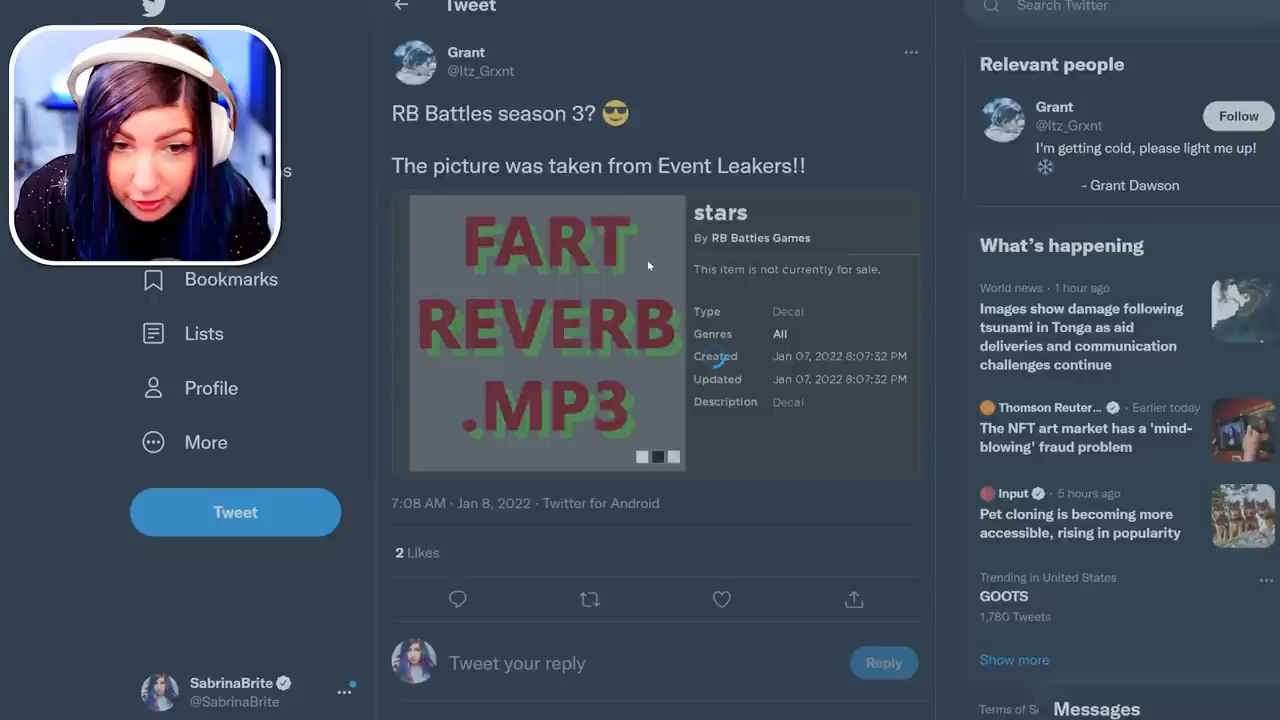 Tweet
Search Twitter
Grant
@Itz_Grxnt
RB Battles season 3? 😎
The picture was taken from Event Leakers!!
FART
REVERB
.MP3
stars
By RB Battles Games
This item is not currently for sale.
Type Decal
Genres All
Created Jan 07, 2022 8:07:32 PM
Updated Jan 07, 2022 8:07:32 PM
Description Decal
7:08 AM · Jan 8, 2022 · Twitter for Android
2 Likes
Tweet your reply
Reply
Bookmarks
Lists
Profile
More
Tweet
SabrinaBrite
@SabrinaBrite
Relevant people
Grant
@Itz_Grxnt
Follow
I'm getting cold, please light me up!
❄️
- Grant Dawson
What's happening
World news · 1 hour ago
Images show damage following
tsunami in Tonga as aid
deliveries and communication
challenges continue
Thomson Reuter... · Earlier today
The NFT art market has a 'mind-
blowing' fraud problem
Input · 5 hours ago
Pet cloning is becoming more
accessible, rising in popularity
Trending in United States
GOOTS
1,780 Tweets
Show more
Terms of S
Messages